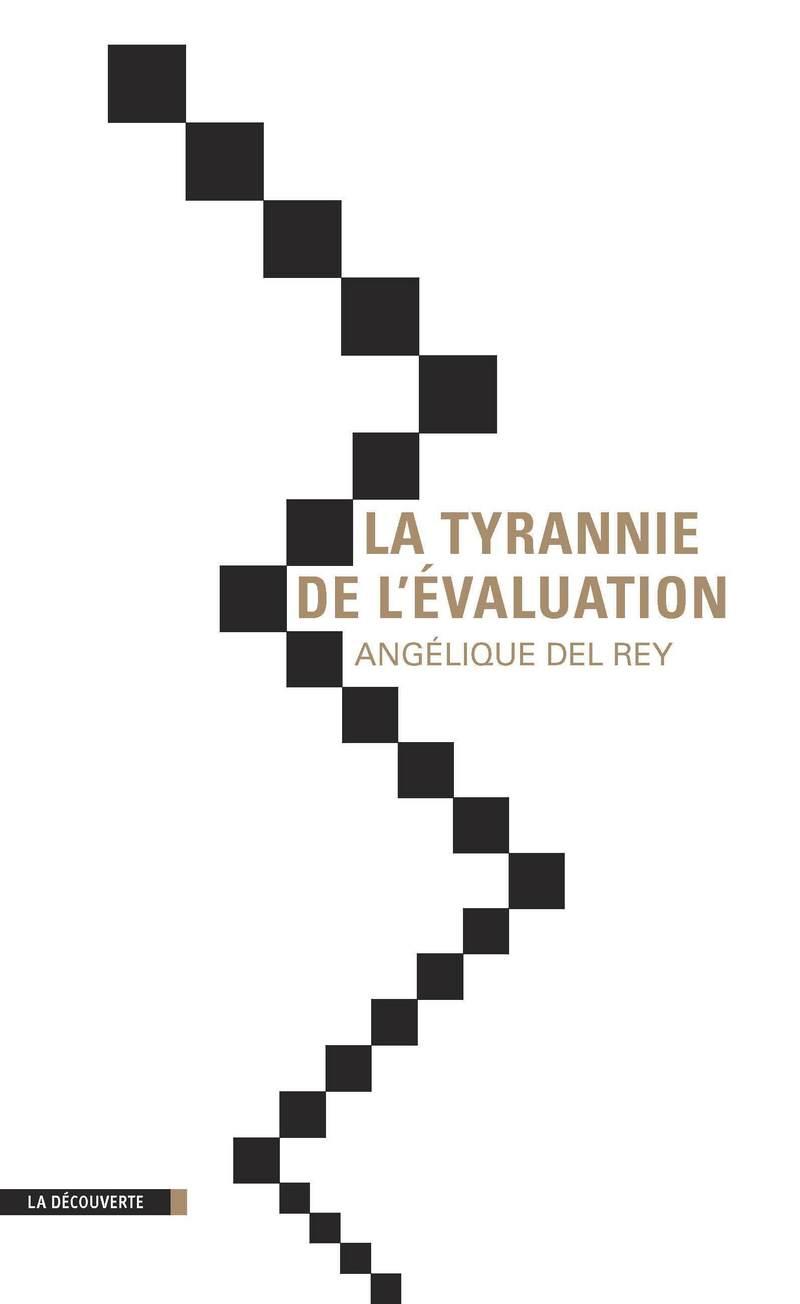 LA TYRANNIE
DE L’ÉVALUATION
ANGÉLIQUE DEL REY
LA DÉCOUVERTE